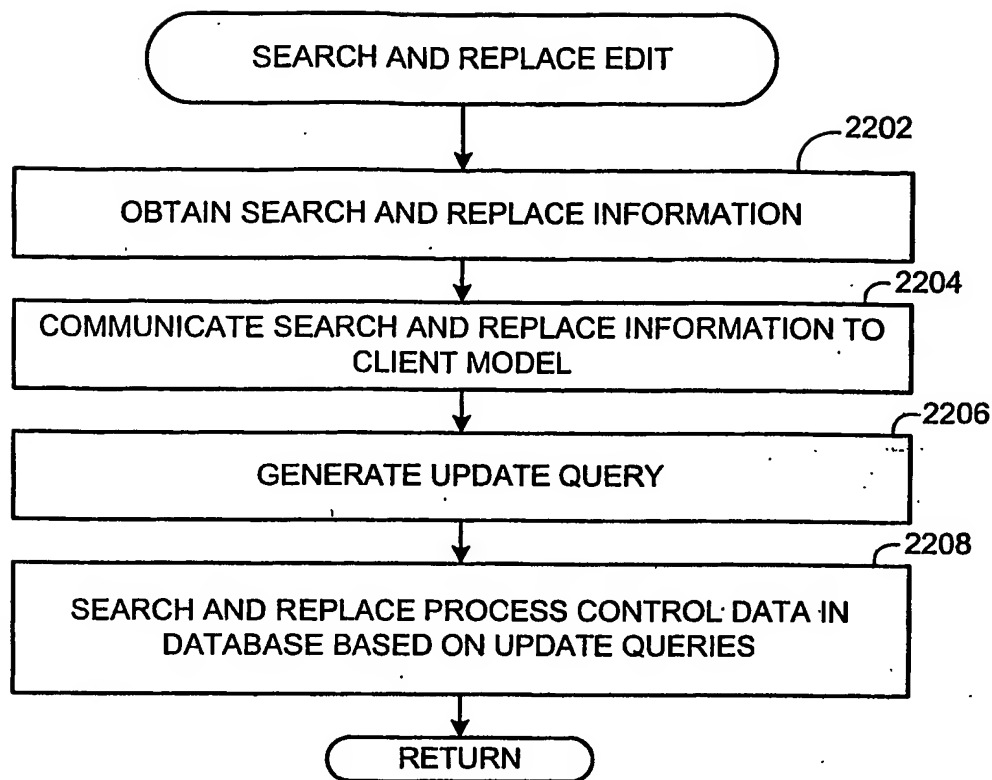 SEARCH AND REPLACE EDIT
2202
OBTAIN SEARCH AND REPLACE INFORMATION
2204
COMMUNICATE SEARCH AND REPLACE INFORMATION TO
CLIENT MODEL
2206
GENERATE UPDATE QUERY
2208
SEARCH AND REPLACE PROCESS CONTROL DATA IN
DATABASE BASED ON UPDATE QUERIES
RETURN